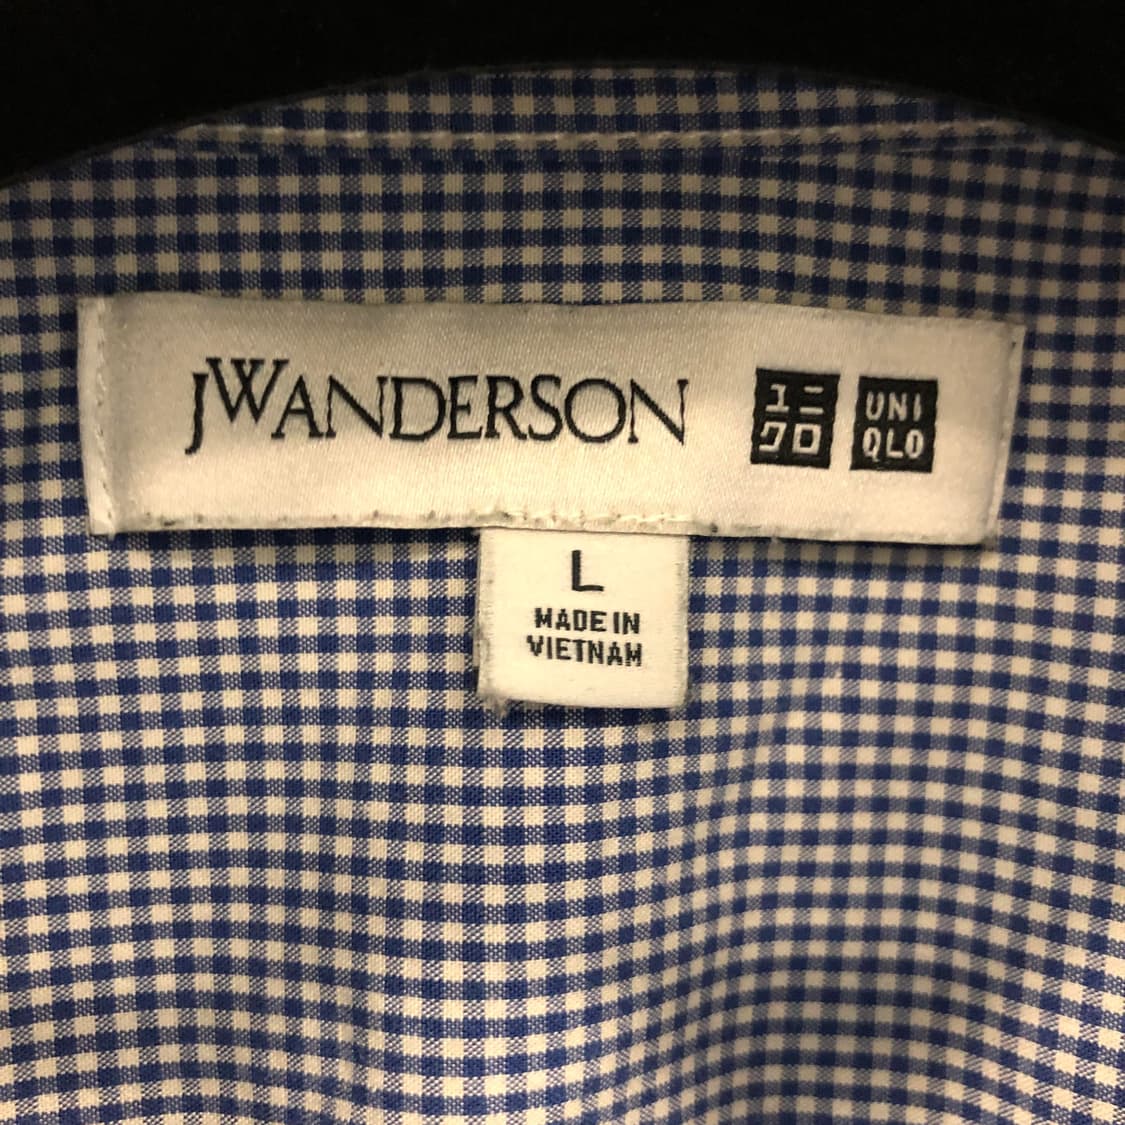 JWANDERSON
ユニ
クロ
UNI
QLO
L
MADE IN
VIETNAM